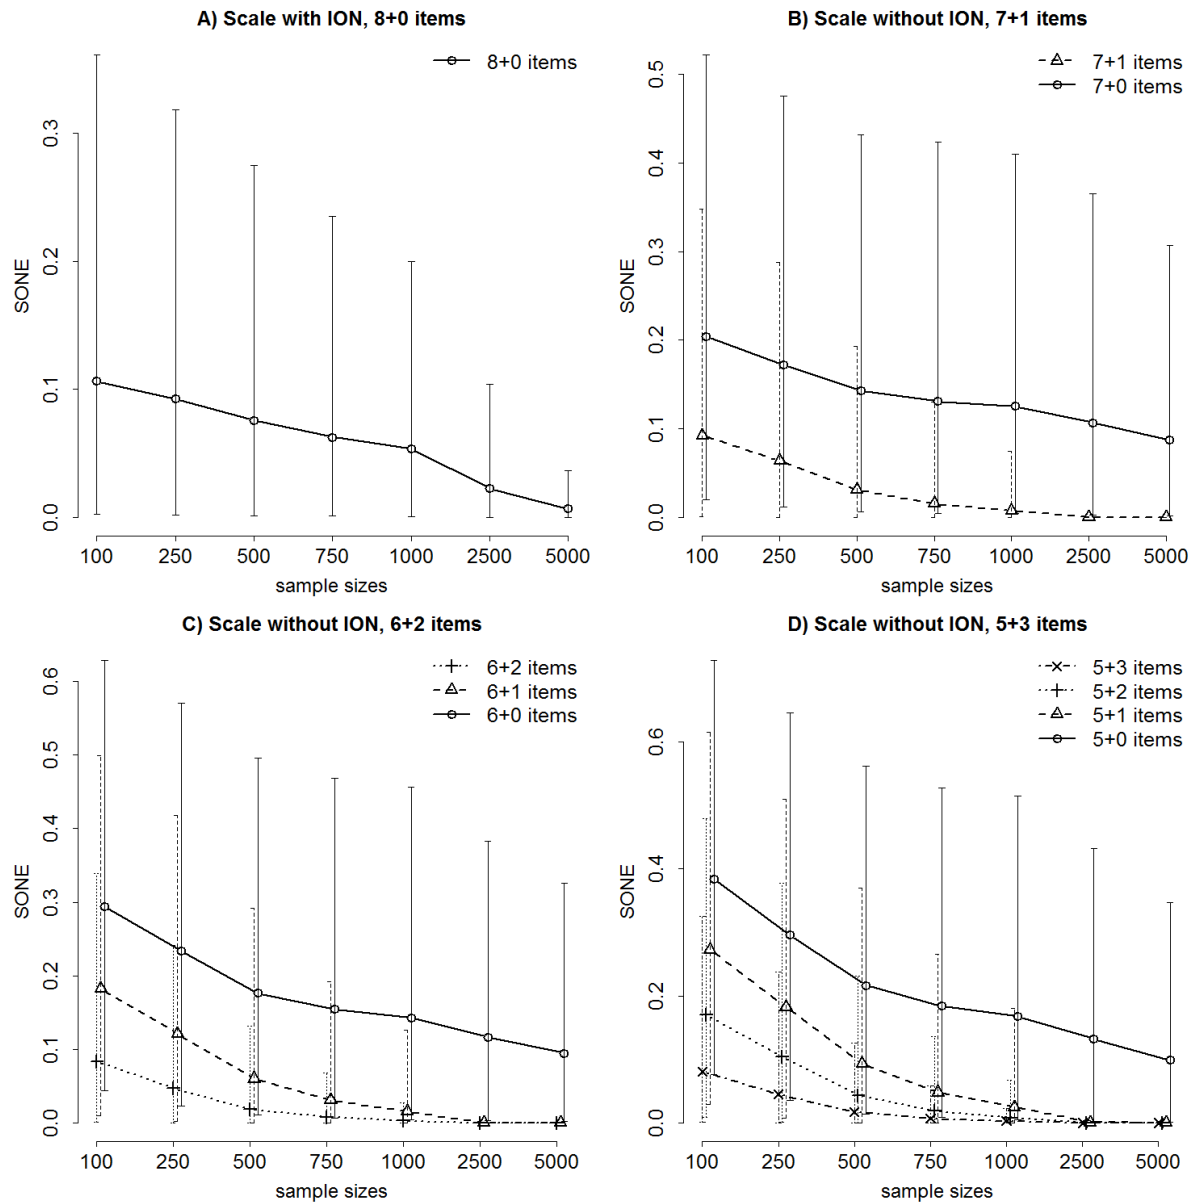 A) Scale with ION, 8+0 items
8+0 items
SONE
0.0 0.1 0.2 0.3
100 250 500 750 1000 2500 5000
sample sizes
B) Scale without ION, 7+1 items
7+1 items
7+0 items
SONE
0.0 0.1 0.2 0.3 0.4 0.5
100 250 500 750 1000 2500 5000
sample sizes
C) Scale without ION, 6+2 items
6+2 items
6+1 items
6+0 items
SONE
0.0 0.1 0.2 0.3 0.4 0.5 0.6
100 250 500 750 1000 2500 5000
sample sizes
D) Scale without ION, 5+3 items
5+3 items
5+2 items
5+1 items
5+0 items
SONE
0.0 0.2 0.4 0.6
100 250 500 750 1000 2500 5000
sample sizes